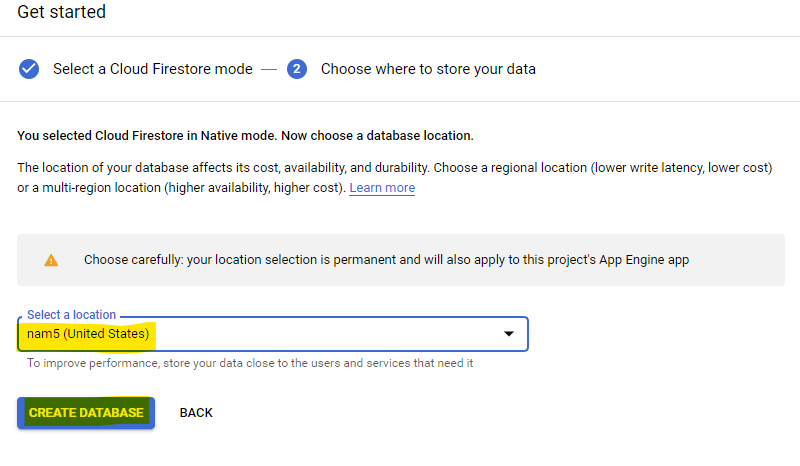 Get started
Select a Cloud Firestore mode — 2 Choose where to store your data
You selected Cloud Firestore in Native mode. Now choose a database location.
The location of your database affects its cost, availability, and durability. Choose a regional location (lower write latency, lower cost)
or a multi-region location (higher availability, higher cost). Learn more
Choose carefully: your location selection is permanent and will also apply to this project's App Engine app
Select a location
nam5 (United States)
To improve performance, store your data close to the users and services that need it
CREATE DATABASE BACK